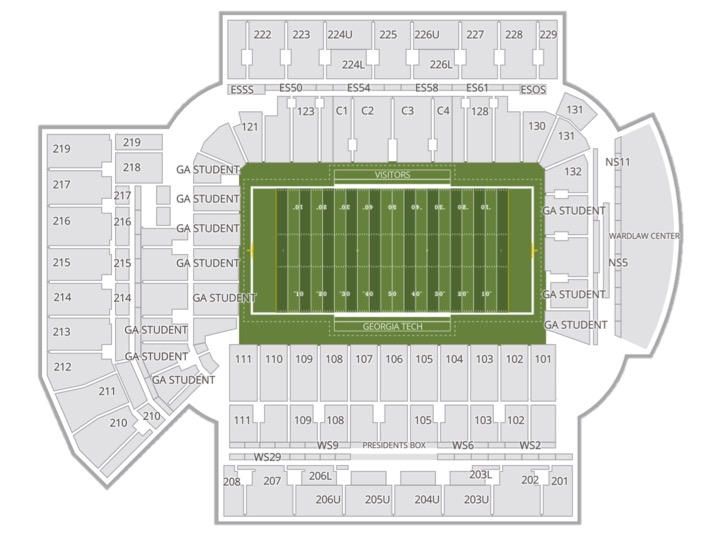 222 223 224U 225 226U 227 228 229
224L 226L
ESSS ES50 ES54 ES58 ES61 ESOS
121 123 C1 C2 C3 C4 128 130 131
131
219 219
218
217 217
216 216
215 215
214 214
213
212
211
210 210
GA STUDENT
GA STUDENT
GA STUDENT
GA STUDENT
GA STUDENT
GA STUDENT
GA STUDENT
GA STUDENT
VISITORS
10 20 30 40 50 40 30 20 10
10 20 30 40 50 40 30 20 10
GEORGIA TECH
132
GA STUDENT
GA STUDENT
GA STUDENT
NS11
WARDLAW CENTER
NS5
111 110 109 108 107 106 105 104 103 102 101
111 109 108 105 103 102
WS9 PRESIDENTS BOX WS6 WS2
WS29
208 207 206L 203L 202 201
206U 205U 204U 203U